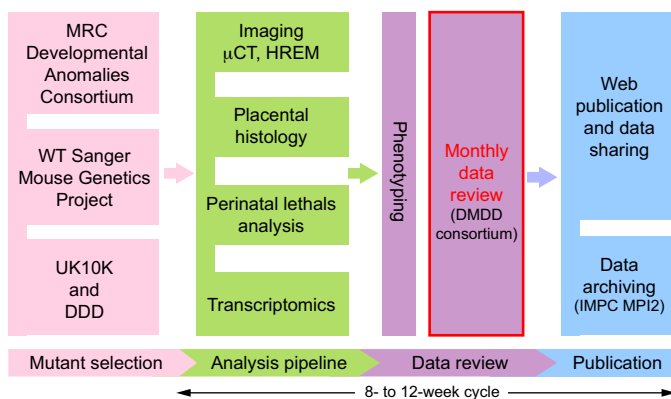 MRC
Developmental
Anomalies
Consortium
WT Sanger
Mouse Genetics
Project
UK10K
and
DDD
Imaging
μCT, HREM
Placental
histology
Perinatal lethals
analysis
Transcriptomics
Phenotyping
Monthly
data
review
(DMDD
consortium)
Web
publication
and data
sharing
Data
archiving
(IMPC MPI2)
Mutant selection
Analysis pipeline
Data review
Publication
8- to 12-week cycle